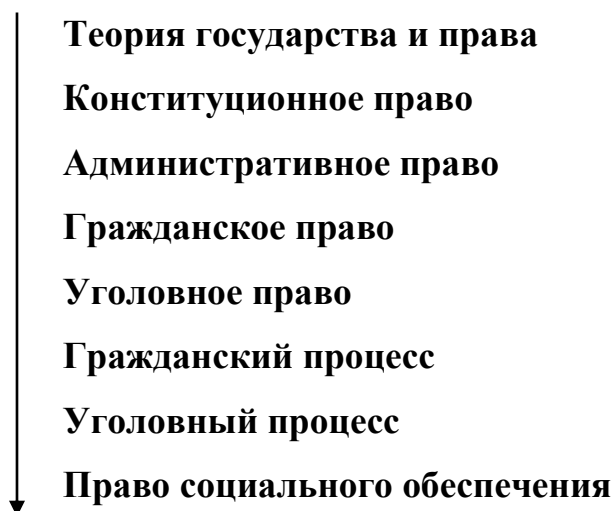 Теория государства и права
Конституционное право
Административное право
Гражданское право
Уголовное право
Гражданский процесс
Уголовный процесс
Право социального обеспечения